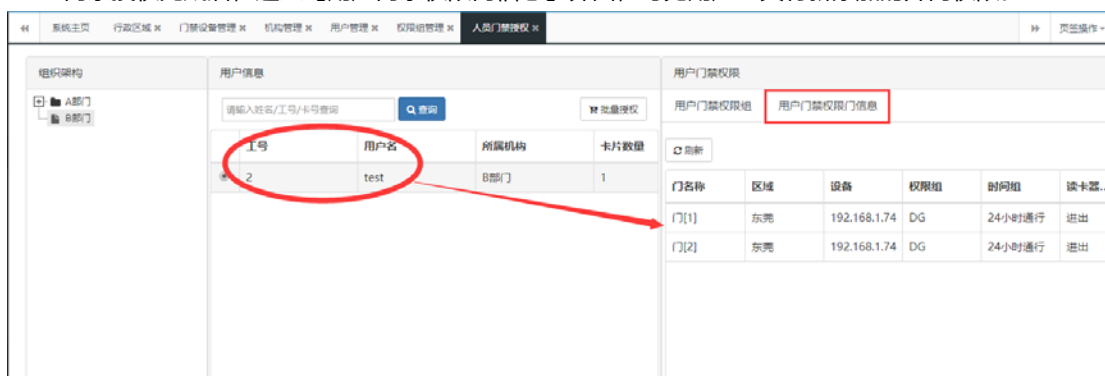 系统主页 行政区域 × 门禁设备管理 × 机构管理 × 用户管理 × 权限组管理 × 人员门禁授权 × 页签操作
组织架构 用户信息 用户门禁权限
A部门
B部门
请输入姓名/工号/卡号查询 查询 批量授权
用户门禁权限组 用户门禁权限门信息
刷新
工号 用户名 所属机构 卡片数量
2 test B部门 1
门名称 区域 设备 权限组 时间组 读卡器...
门[1] 东莞 192.168.1.74 DG 24小时通行 进出
门[2] 东莞 192.168.1.74 DG 24小时通行 进出